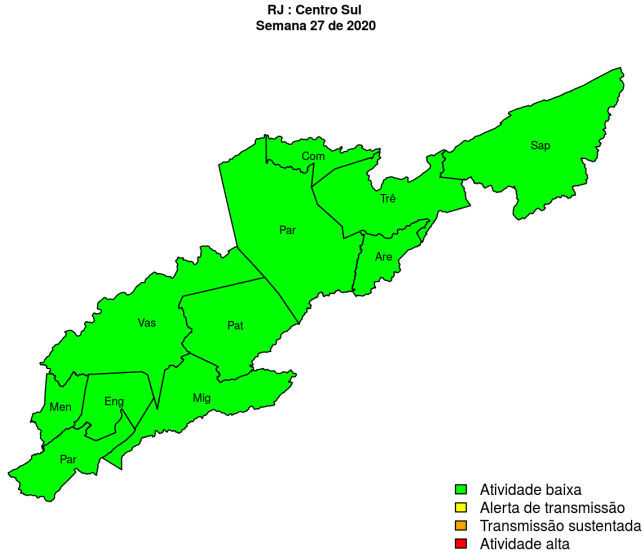 RJ : Centro Sul
Semana 27 de 2020
Sap
Com
Trê
Par
Are
Vas
Pat
Mig
Men
Eng
Par
Atividade baixa
Alerta de transmissão
Transmissão sustentada
Atividade alta